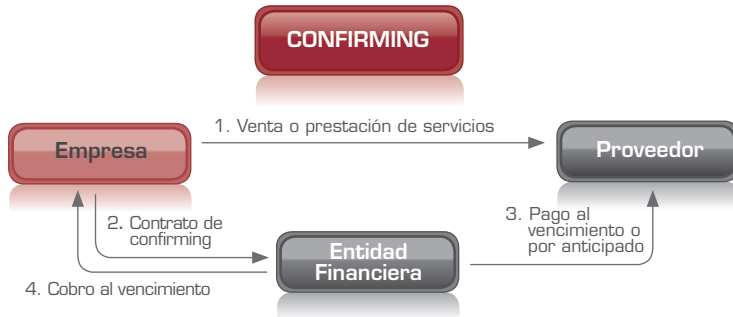 CONFIRMING
1. Venta o prestación de servicios
Empresa
Proveedor
2. Contrato de
confirming
3. Pago al
vencimiento o
por anticipado
Entidad
Financiera
4. Cobro al vencimiento